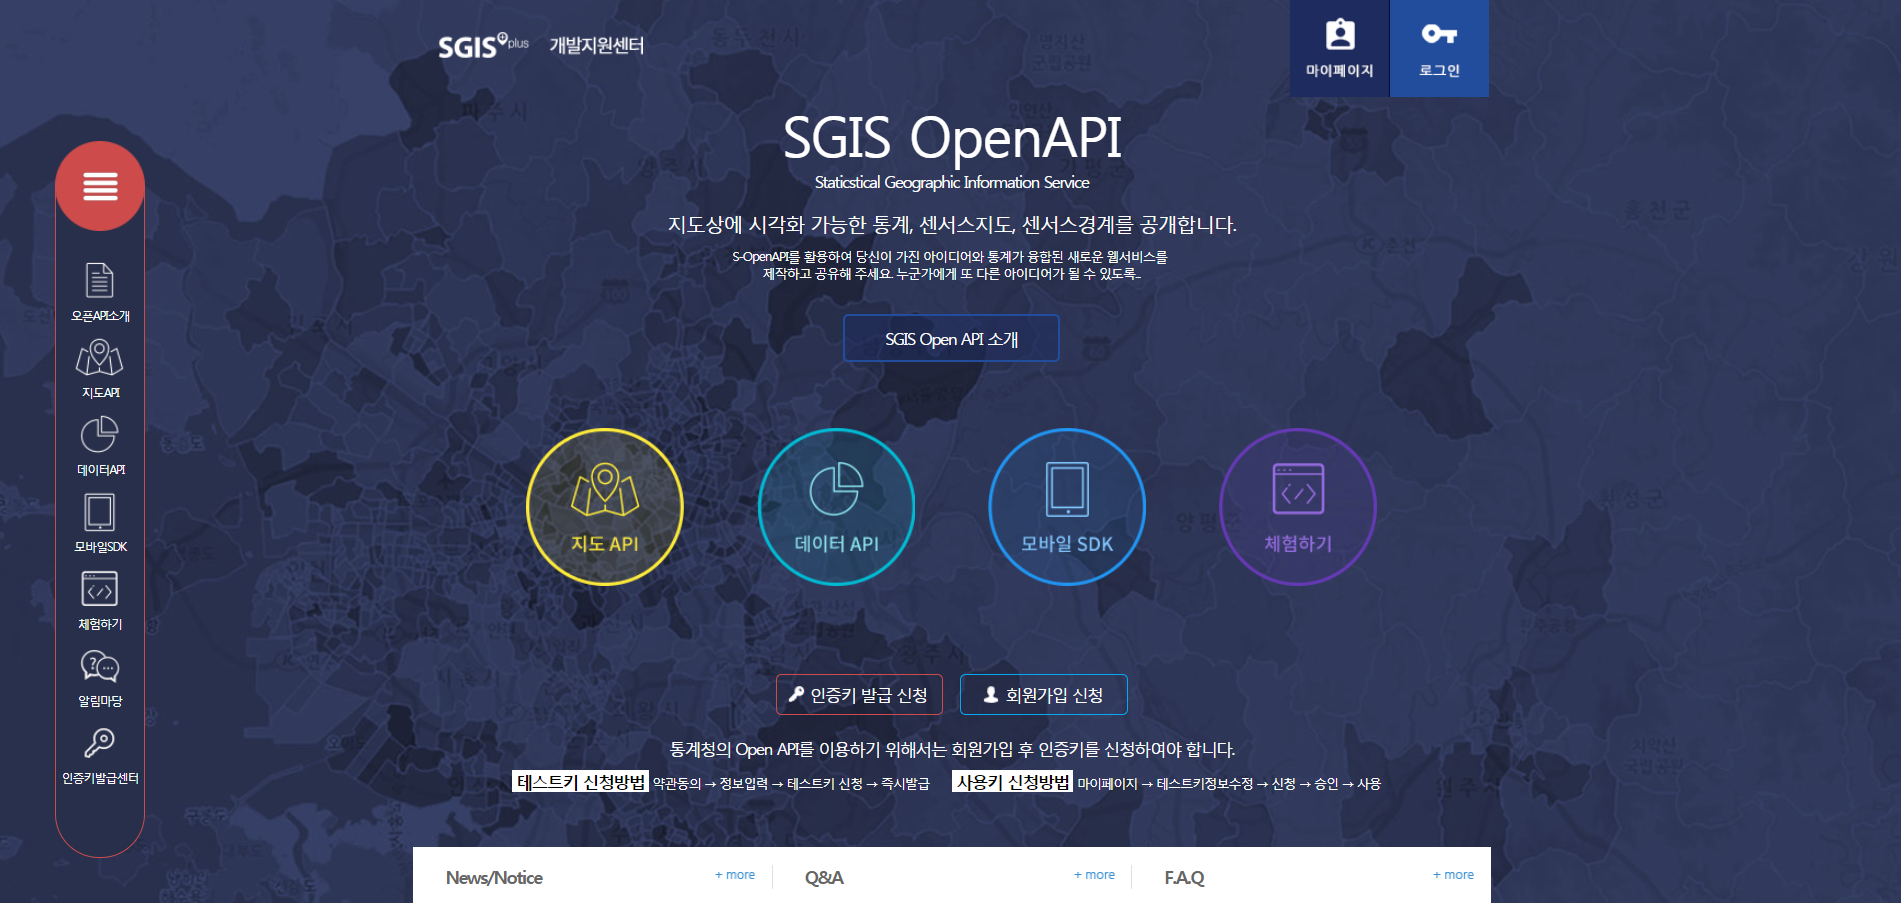 SGIS plus 개발지원센터
마이페이지
로그인
SGIS OpenAPI
Staticstical Geographic Information Service
지도상에 시각화 가능한 통계, 센서스지도, 센서스경계를 공개합니다.
S-OpenAPI를 활용하여 당신이 가진 아이디어와 통계가 융합된 새로운 웹서비스를
제작하고 공유해 주세요. 누군가에게 또 다른 아이디어가 될 수 있도록..
SGIS Open API 소개
오픈API소개
지도API
데이터API
모바일SDK
체험하기
알림마당
인증키발급센터
지도 API
데이터 API
모바일 SDK
체험하기
인증키 발급 신청
회원가입 신청
통계청의 Open API를 이용하기 위해서는 회원가입 후 인증키를 신청하여야 합니다.
테스트키 신청방법 약관동의 → 정보입력 → 테스트키 신청 → 즉시발급 사용키 신청방법 마이페이지 → 테스트키정보수정 → 신청 → 승인 → 사용
News/Notice + more
Q&A + more
F.A.Q + more